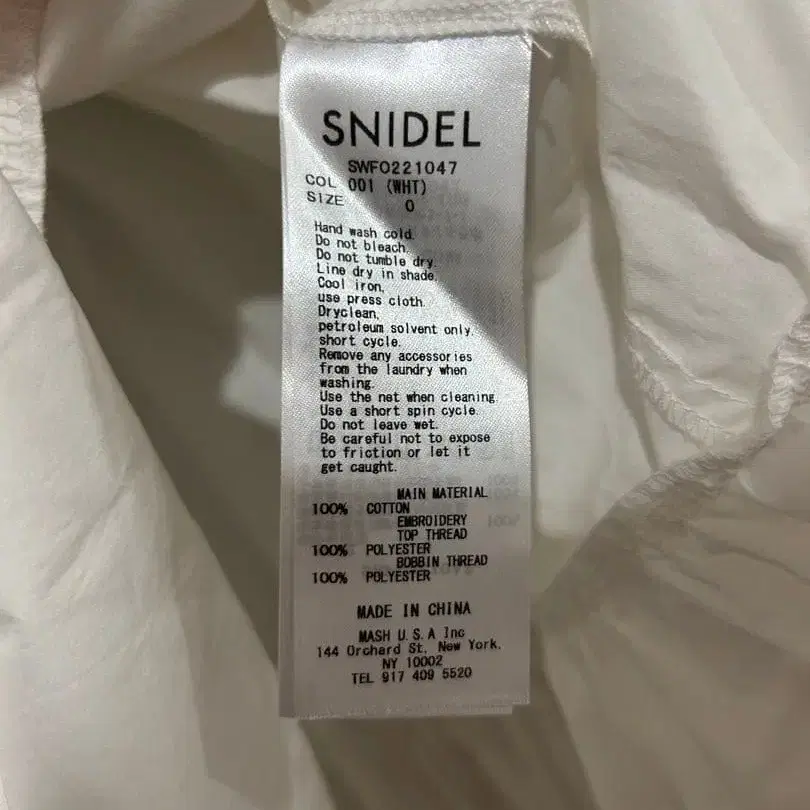 SNIDEL
SWFO221047
COL 001 (WHT)
SIZE 0
Hand wash cold.
Do not bleach.
Do not tumble dry.
Line dry in shade.
Cool iron,
use press cloth.
Dryclean,
petroleum solvent only.
short cycle.
Remove any accessories
from the laundry when
washing.
Use the net when cleaning.
Use a short spin cycle.
Do not leave wet.
Be careful not to expose
to friction or let it
get caught.
MAIN MATERIAL
100% COTTON
EMBROIDERY
TOP THREAD
100% POLYESTER
BOBBIN THREAD
100% POLYESTER
MADE IN CHINA
MASH U.S.A Inc
144 Orchard St, New York,
NY 10002
TEL 917 409 5520